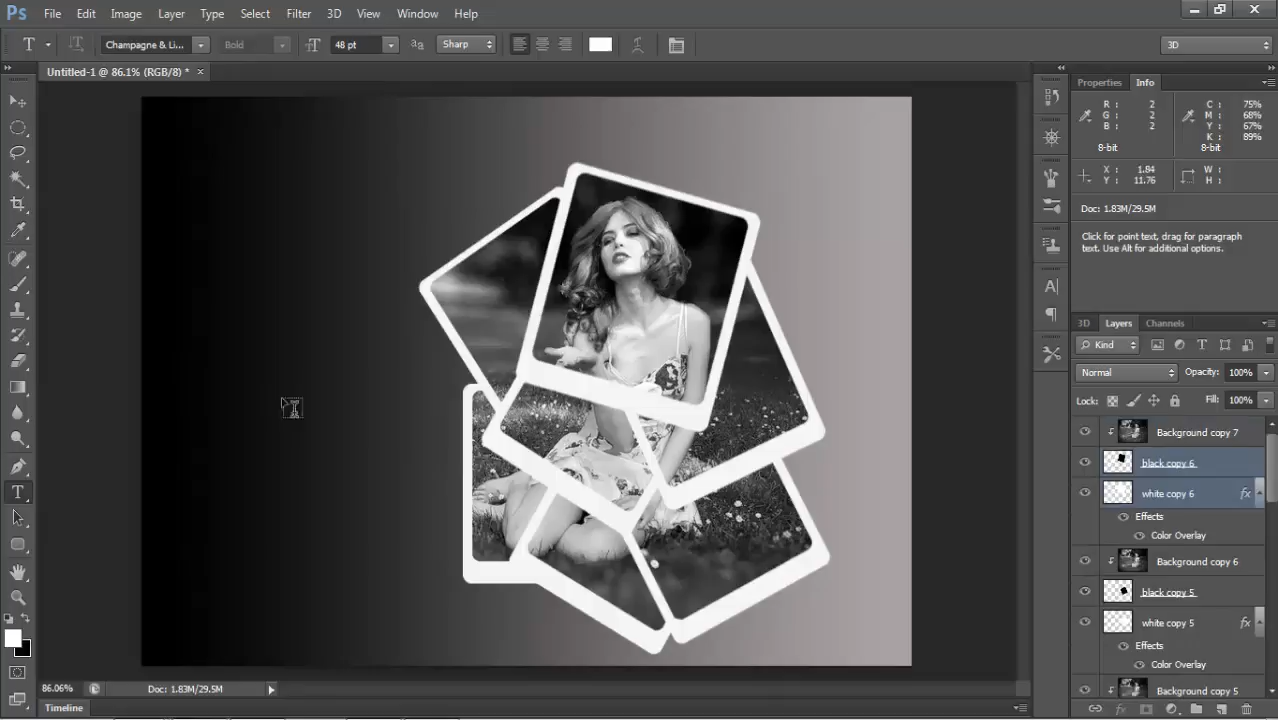 Ps File Edit Image Layer Type Select Filter 3D View Window Help
T Champagne & Li... Bold 48 pt Sharp 3D
Untitled-1 @ 86.1% (RGB/8) * ×
Properties Info
R : 2 C : 75%
G : 2 M : 68%
B : 2 Y : 67%
K : 89%
8-bit 8-bit
X : 1.84 W :
Y : 11.76 H :
Doc: 1.83M/29.5M
Click for point text, drag for paragraph
text. Use Alt for additional options.
3D Layers Channels
Kind
Normal Opacity: 100%
Lock: Fill: 100%
Background copy 7
black copy 6
white copy 6 fx
Effects
Color Overlay
Background copy 6
black copy 5
white copy 5 fx
Effects
Color Overlay
Background copy 5
86.06% Doc: 1.83M/29.5M
Timeline